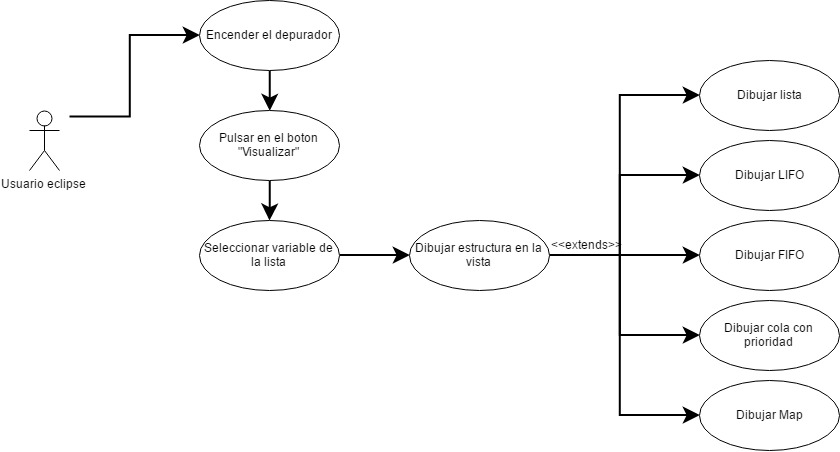 Encender el depurador
Usuario eclipse
Pulsar en el boton
"Visualizar"
Seleccionar variable de
la lista
Dibujar estructura en la
vista
<<extends>>
Dibujar lista
Dibujar LIFO
Dibujar FIFO
Dibujar cola con
prioridad
Dibujar Map